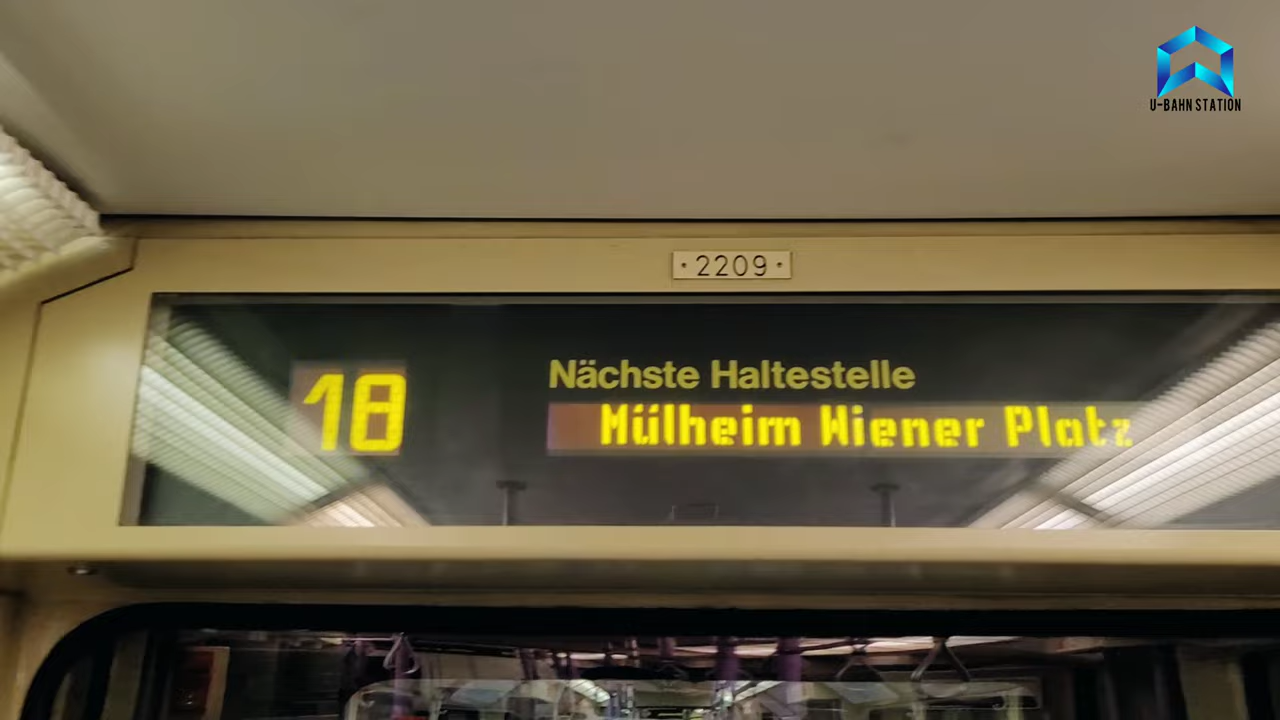 U-BAHN STATION
·2209·
18
Nächste Haltestelle
Mülheim Wiener Platz